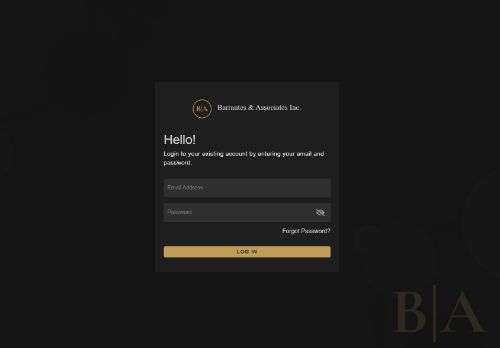 B|A
Barrantes & Associates Inc.
Hello!
Login to your existing account by entering your email and
password.
Email Address
Password
Forgot Password?
LOG IN
B|A